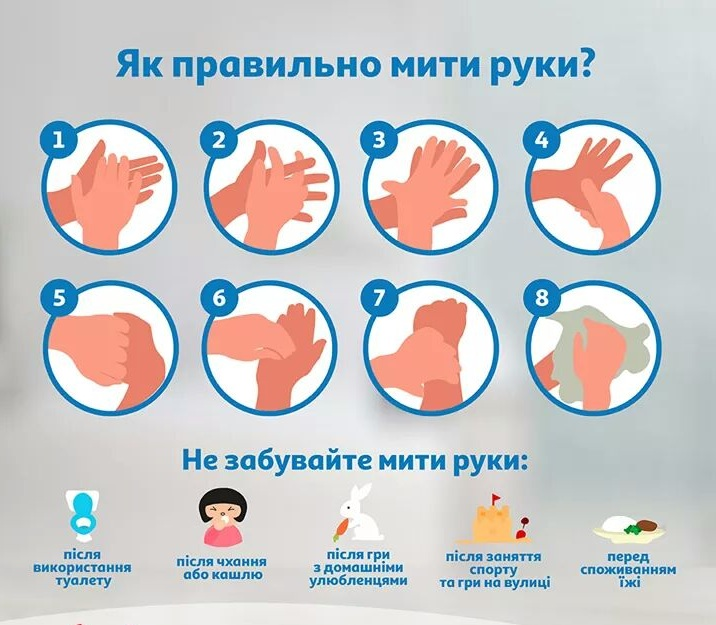 Як правильно мити руки?
1
2
3
4
5
6
7
8
Не забувайте мити руки:
після
використання
туалету
після чхання
або кашлю
після гри
з домашніми
улюбленцями
після заняття
спорту
та гри на вулиці
перед
споживанням
їжі